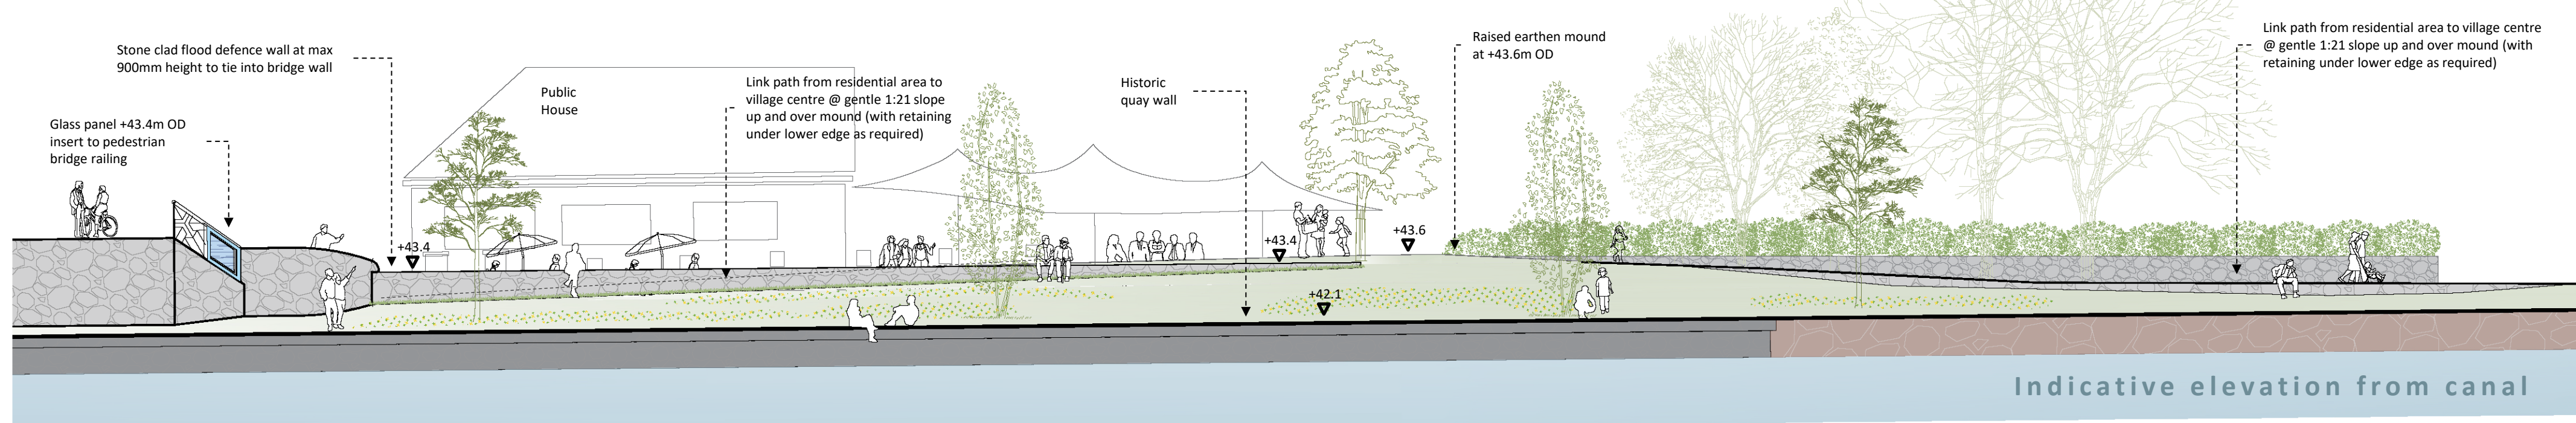 Glass panel +43.4m OD
insert to pedestrian
bridge railing
Stone clad flood defence wall at max
900mm height to tie into bridge wall
+43.4
Public
House
Link path from residential area to
village centre @ gentle 1:21 slope
up and over mound (with retaining
under lower edge as required)
Historic
quay wall
+43.4
+42.1
+43.6
Raised earthen mound
at +43.6m OD
Link path from residential area to village centre
@ gentle 1:21 slope up and over mound (with
retaining under lower edge as required)
Indicative elevation from canal